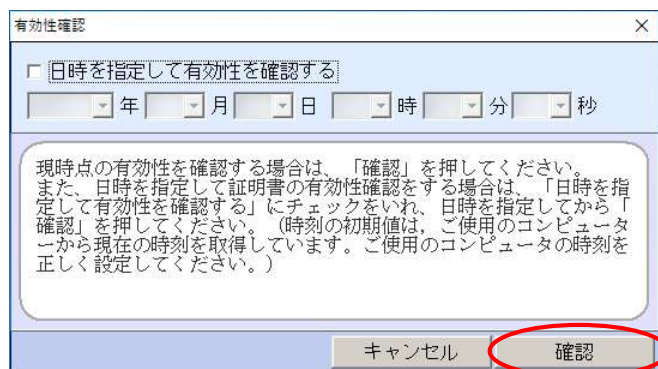 有効性確認
日時を指定して有効性を確認する
年 月 日 時 分 秒
現時点の有効性を確認する場合は、「確認」を押してください。
また、日時を指定して証明書の有効性確認をする場合は、「日時を指
定して有効性を確認する」にチェックをいれ、日時を指定してから「
確認」を押してください。（時刻の初期値は，ご使用のコンピュータ
ーから現在の時刻を取得しています。ご使用のコンピュータの時刻を
正しく設定してください。）
キャンセル 確認